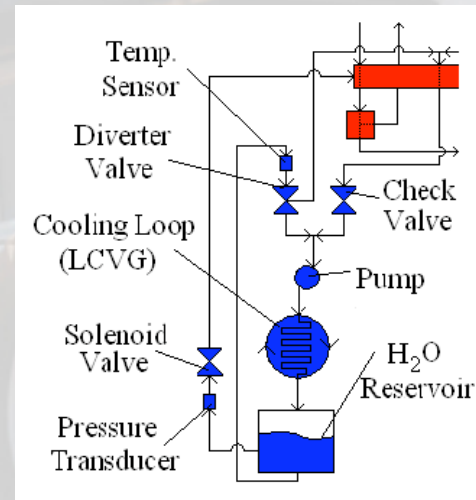 Temp.
Sensor
Diverter
Valve
Check
Valve
Cooling Loop
(LCVG)
Pump
Solenoid
Valve
H₂O
Reservoir
Pressure
Transducer